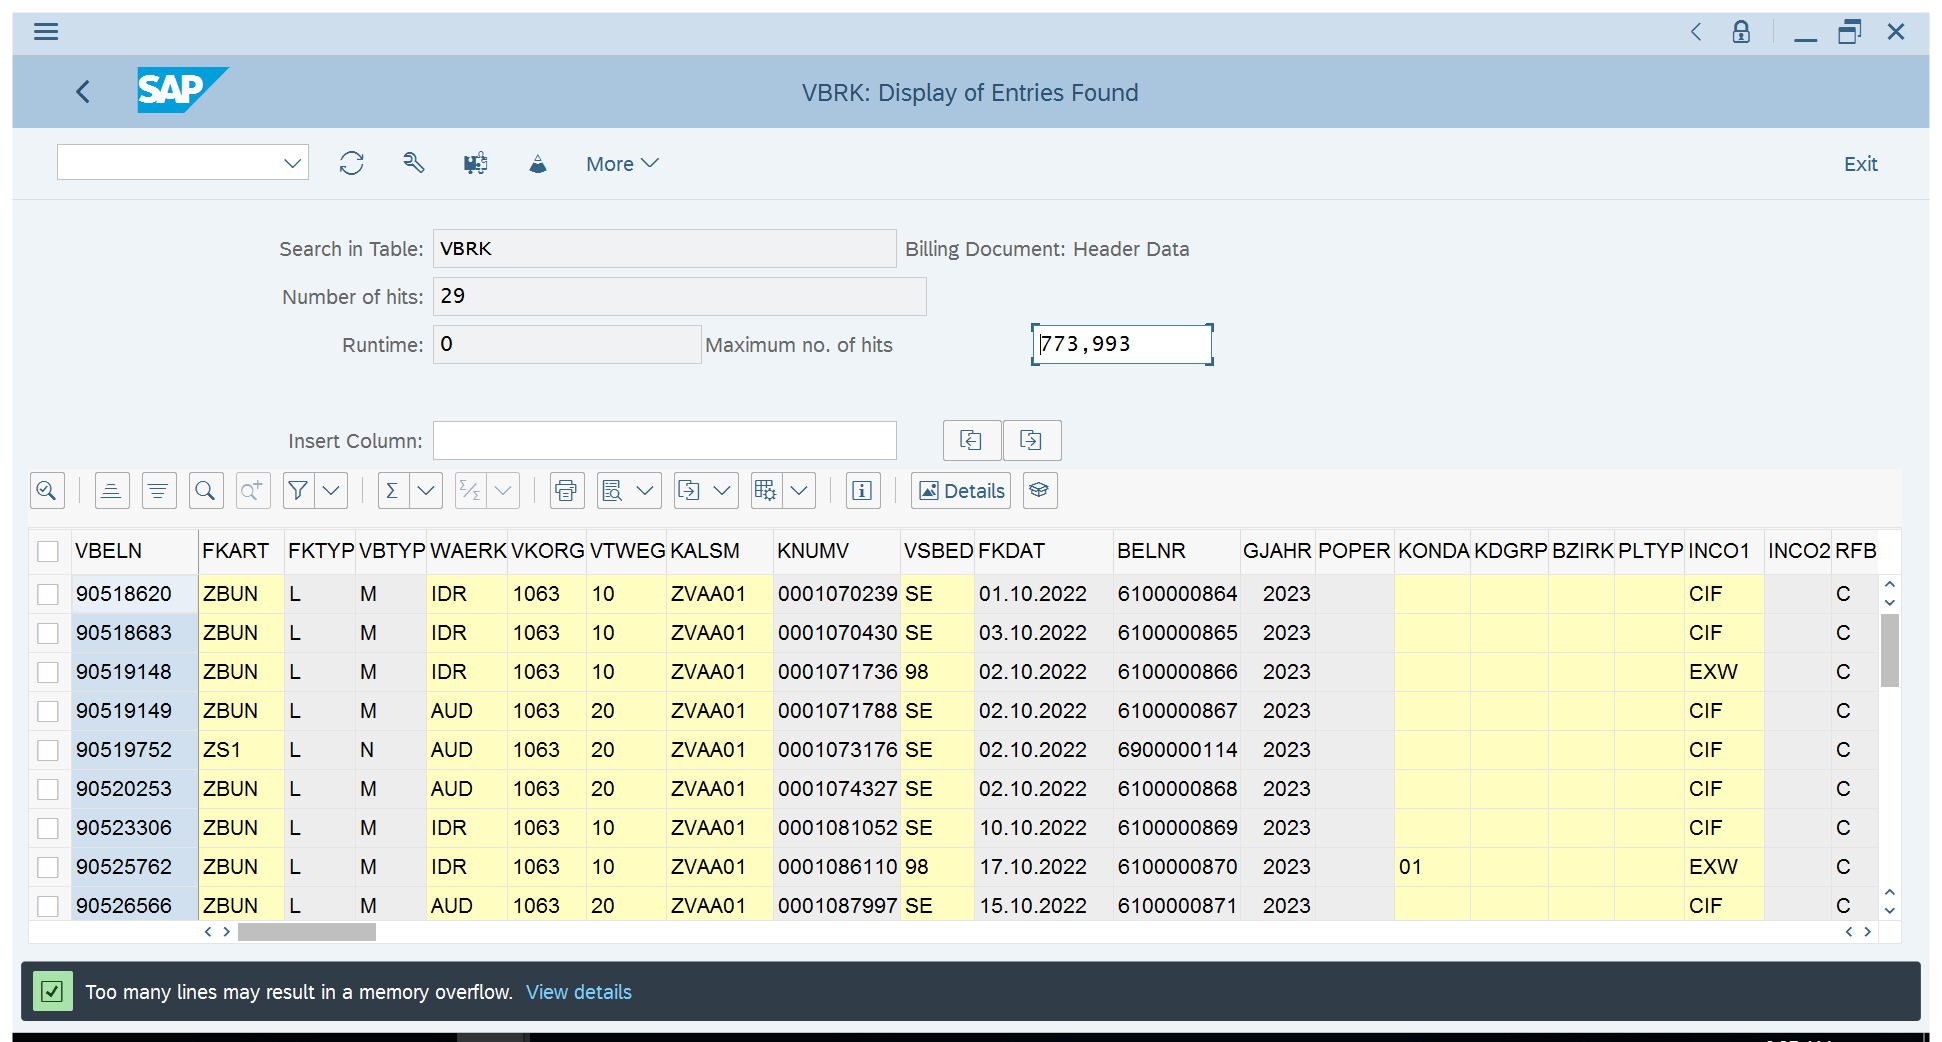 SAP
VBRK: Display of Entries Found
More
Exit
Search in Table: VBRK Billing Document: Header Data
Number of hits: 29
Runtime: 0 Maximum no. of hits 773,993
Insert Column:
Details
VBELN FKART FKTYP VBTYP WAERK VKORG VTWEG KALSM KNUMV VSBED FKDAT BELNR GJAHR POPER KONDA KDGRP BZIRK PLTYP INCO1 INCO2 RFB
90518620 ZBUN L M IDR 1063 10 ZVAA01 0001070239 SE 01.10.2022 6100000864 2023 CIF C
90518683 ZBUN L M IDR 1063 10 ZVAA01 0001070430 SE 03.10.2022 6100000865 2023 CIF C
90519148 ZBUN L M IDR 1063 10 ZVAA01 0001071736 98 02.10.2022 6100000866 2023 EXW C
90519149 ZBUN L M AUD 1063 20 ZVAA01 0001071788 SE 02.10.2022 6100000867 2023 CIF C
90519752 ZS1 L N AUD 1063 20 ZVAA01 0001073176 SE 02.10.2022 6900000114 2023 CIF C
90520253 ZBUN L M AUD 1063 20 ZVAA01 0001074327 SE 02.10.2022 6100000868 2023 CIF C
90523306 ZBUN L M IDR 1063 10 ZVAA01 0001081052 SE 10.10.2022 6100000869 2023 CIF C
90525762 ZBUN L M IDR 1063 10 ZVAA01 0001086110 98 17.10.2022 6100000870 2023 01 EXW C
90526566 ZBUN L M AUD 1063 20 ZVAA01 0001087997 SE 15.10.2022 6100000871 2023 CIF C
Too many lines may result in a memory overflow. View details